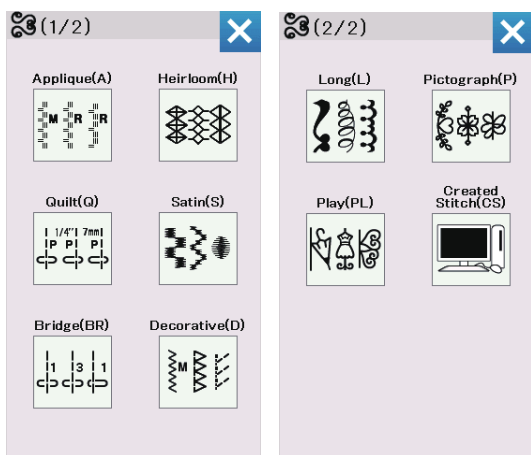 (1/2)
Applique(A) Heirloom(H)
M R R
Quilt(Q) Satin(S)
1/4" 7mm
P P P
Bridge(BR) Decorative(D)
1 3 1 M
(2/2)
Long(L) Pictograph(P)
Play(PL) Created
Stitch(CS)